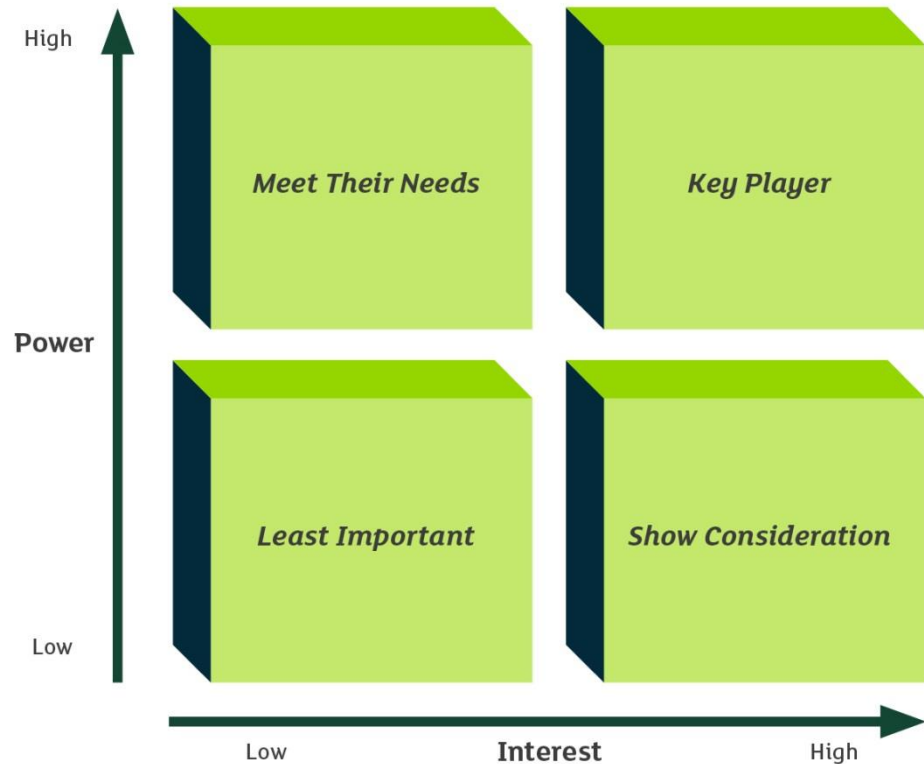 High
Meet Their Needs
Key Player
Power
Least Important
Show Consideration
Low
Low
Interest
High